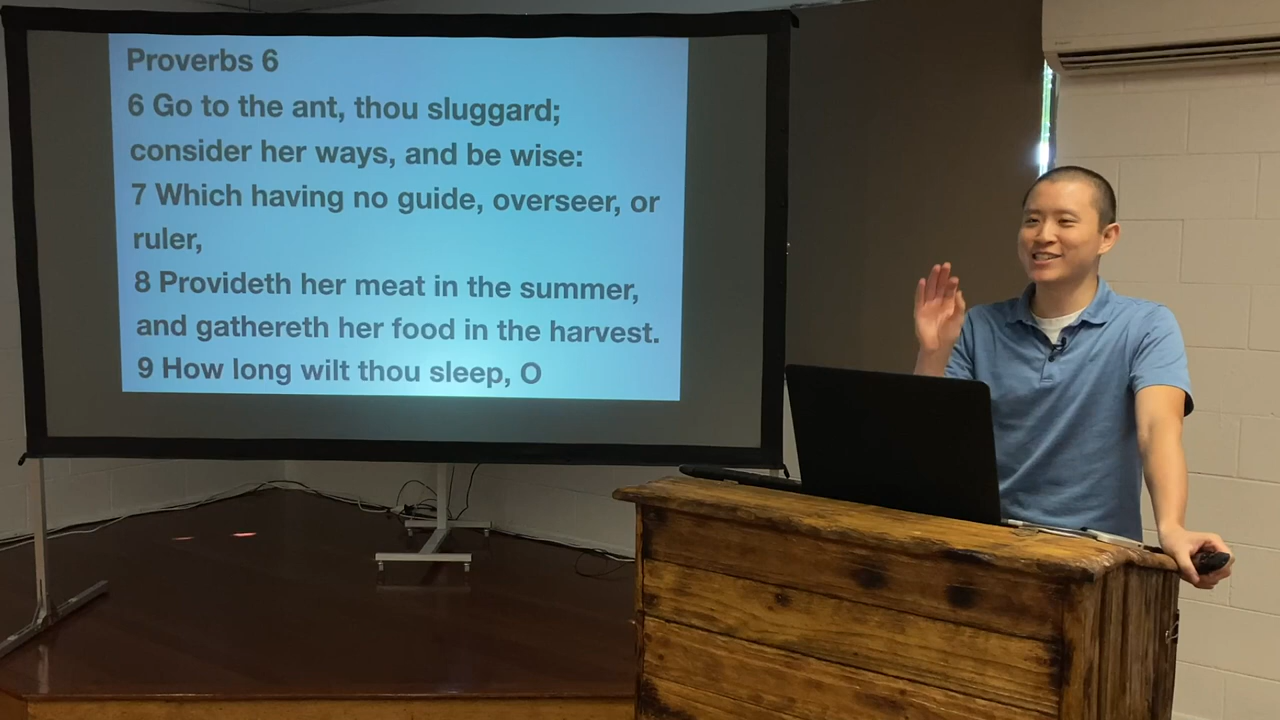 Proverbs 6
6 Go to the ant, thou sluggard;
consider her ways, and be wise:
7 Which having no guide, overseer, or
ruler,
8 Provideth her meat in the summer,
and gathereth her food in the harvest.
9 How long wilt thou sleep, O